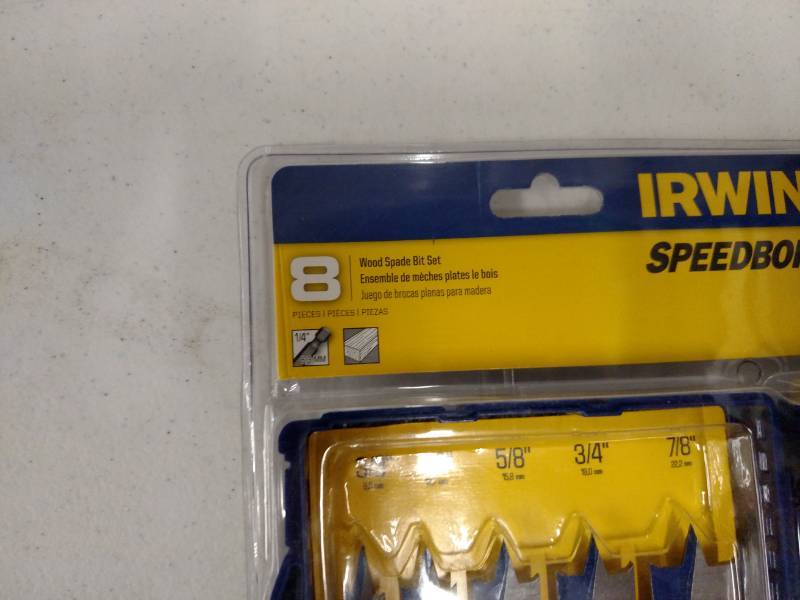 IRWIN
SPEEDBOR
8
Wood Spade Bit Set
Ensemble de mèches plates le bois
Juego de brocas planas para madera
PIECES | PIÈCES | PIEZAS
1/4"
MM
5/8"
3/4"
7/8"
15,8 mm
19,0 mm
22,2 mm